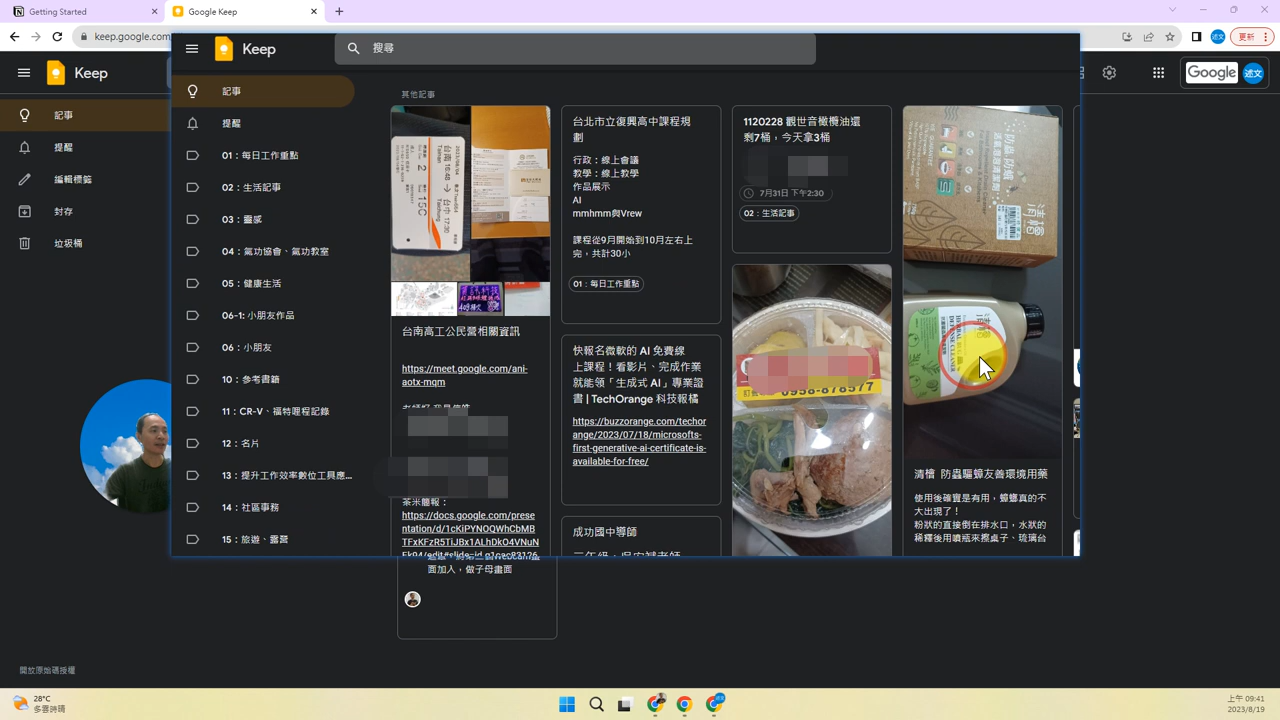 Getting Started
Google Keep
keep.google.com
更新
Keep
搜尋
Keep
Google
述文
記事
提醒
編輯標籤
封存
垃圾桶
記事
提醒
01：每日工作重點
02：生活記事
03：靈感
04：氣功協會、氣功教室
05：健康生活
06-1: 小朋友作品
06：小朋友
10：參考書籍
11：CR-V、福特哩程記錄
12：名片
13：提升工作效率數位工具應...
14：社區事務
15：旅遊、露營
其他記事
台南高工公民營相關資訊
https://meet.google.com/ani-
aotx-mqm
茶米簡報：
https://docs.google.com/prese
ntation/d/1cKiPYNOQWhCbMB
TFxKFzR5TiJBx1ALhDkO4VNuN
面加入，做子母畫面
台北市立復興高中課程規
劃
行政：線上會議
教學：線上教學
作品展示
AI
mmhmm與Vrew
課程從9月開始到10月左右上
完，共計30小
01：每日工作重點
快報名微軟的 AI 免費線
上課程！看影片、完成作業
就能領「生成式 AI」專業證
書 | TechOrange 科技報橘
https://buzzorange.com/techor
ange/2023/07/18/microsofts-
first-generative-ai-certificate-is-
available-for-free/
成功國中導師
1120228 觀世音橄欖油還
剩7桶，今天拿3桶
7月31日 下午2:30
02：生活記事
0958-878577
清檜 防蟲驅蟑友善環境用藥
使用後確實是有用，蟑螂真的不
大出現了！
粉狀的直接倒在排水口，水狀的
稀釋後用噴瓶來擦桌子、琉璃台
開放原始碼授權
28°C
多雲時晴
上午 09:41
2023/8/19